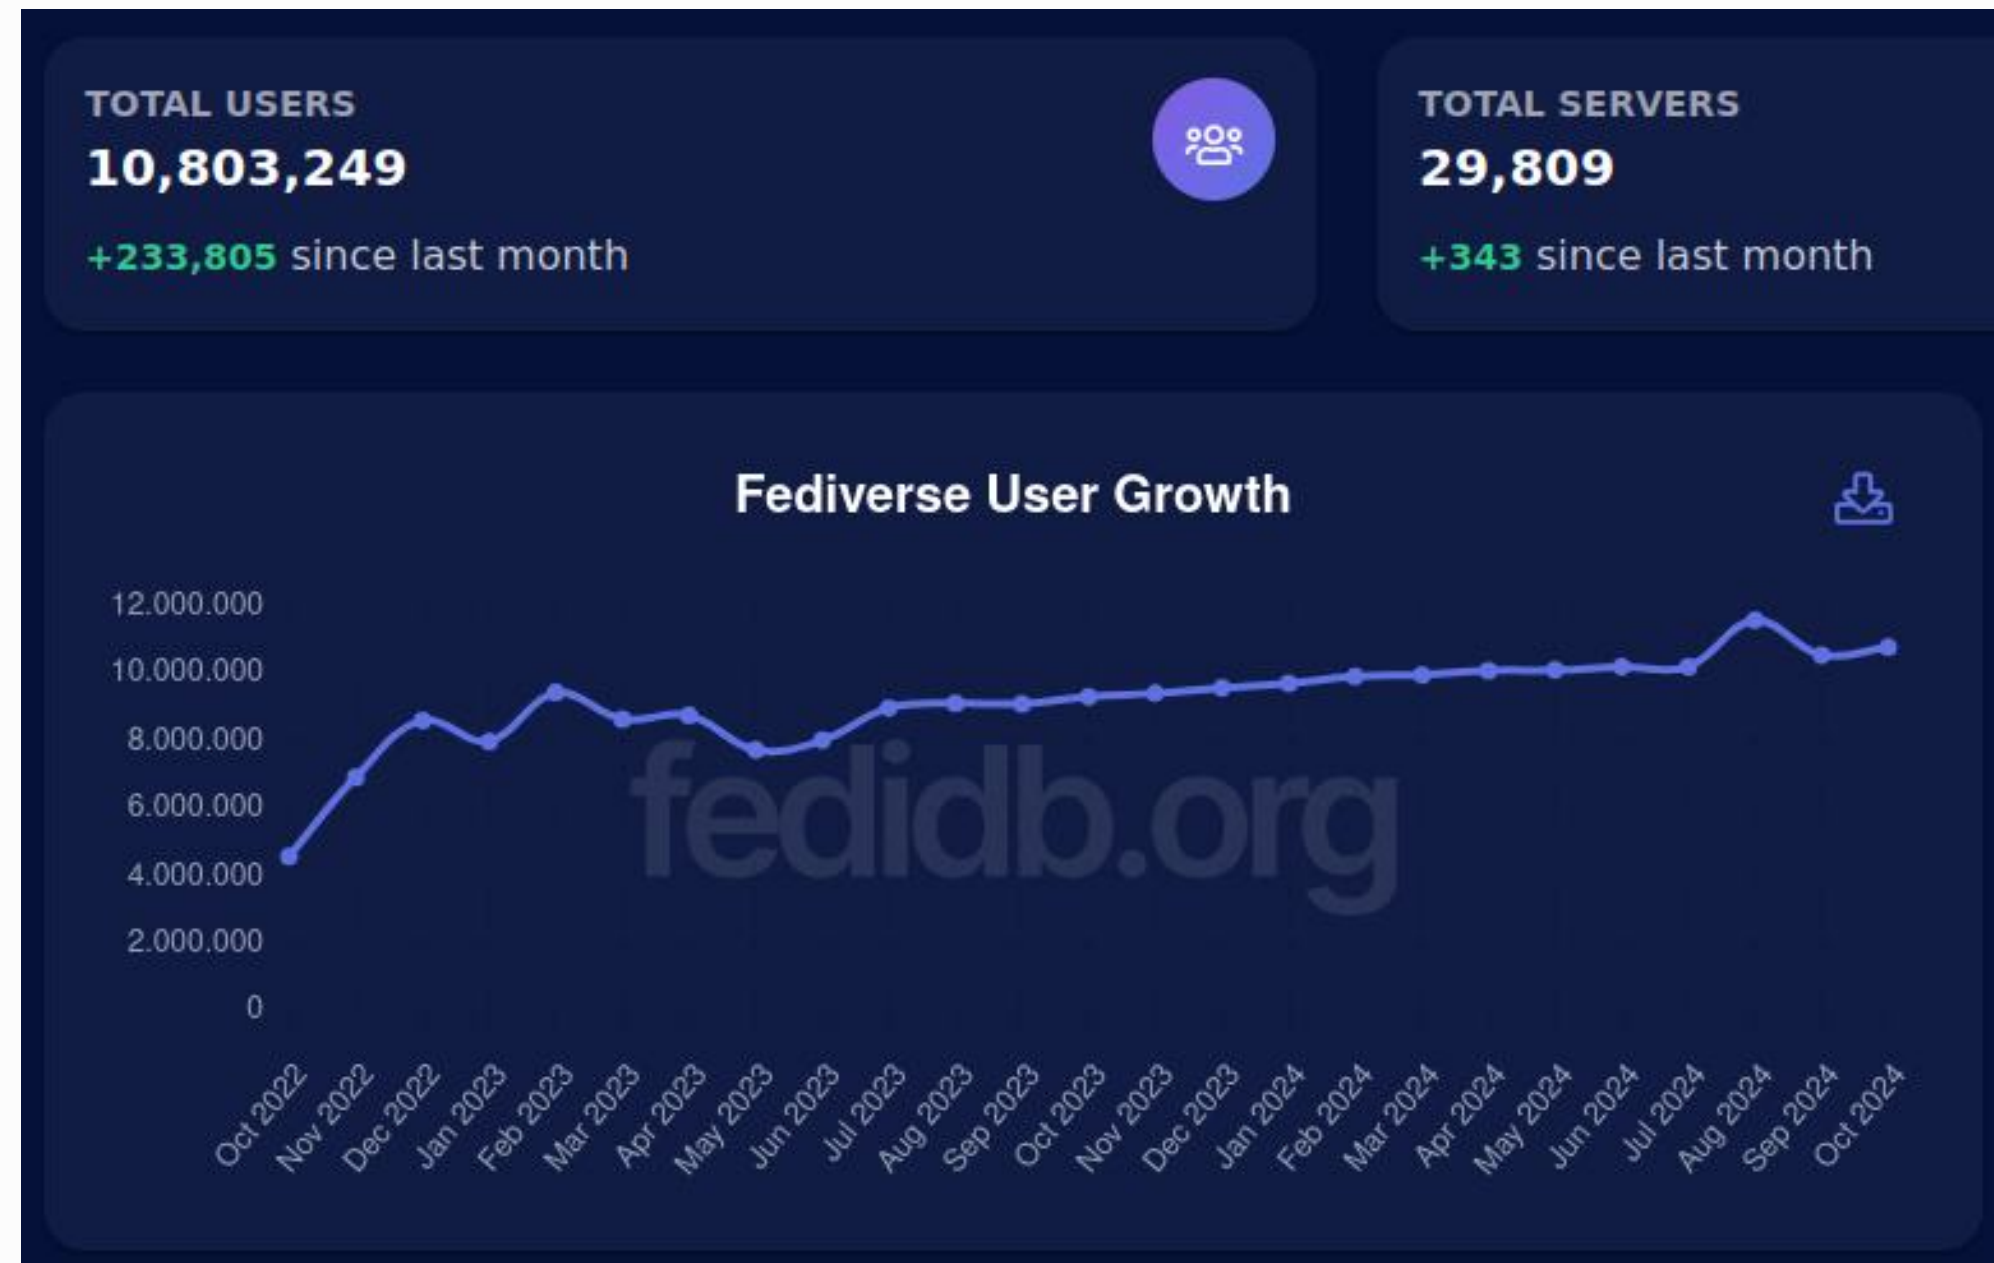 TOTAL USERS
10,803,249
+233,805 since last month
TOTAL SERVERS
29,809
+343 since last month
Fediverse User Growth
12.000.000
10.000.000
8.000.000
6.000.000
4.000.000
2.000.000
0
fedidb.org
Oct 2022
Nov 2022
Dec 2022
Jan 2023
Feb 2023
Mar 2023
Apr 2023
May 2023
Jun 2023
Jul 2023
Aug 2023
Sep 2023
Oct 2023
Nov 2023
Dec 2023
Jan 2024
Feb 2024
Mar 2024
Apr 2024
May 2024
Jun 2024
Jul 2024
Aug 2024
Sep 2024
Oct 2024